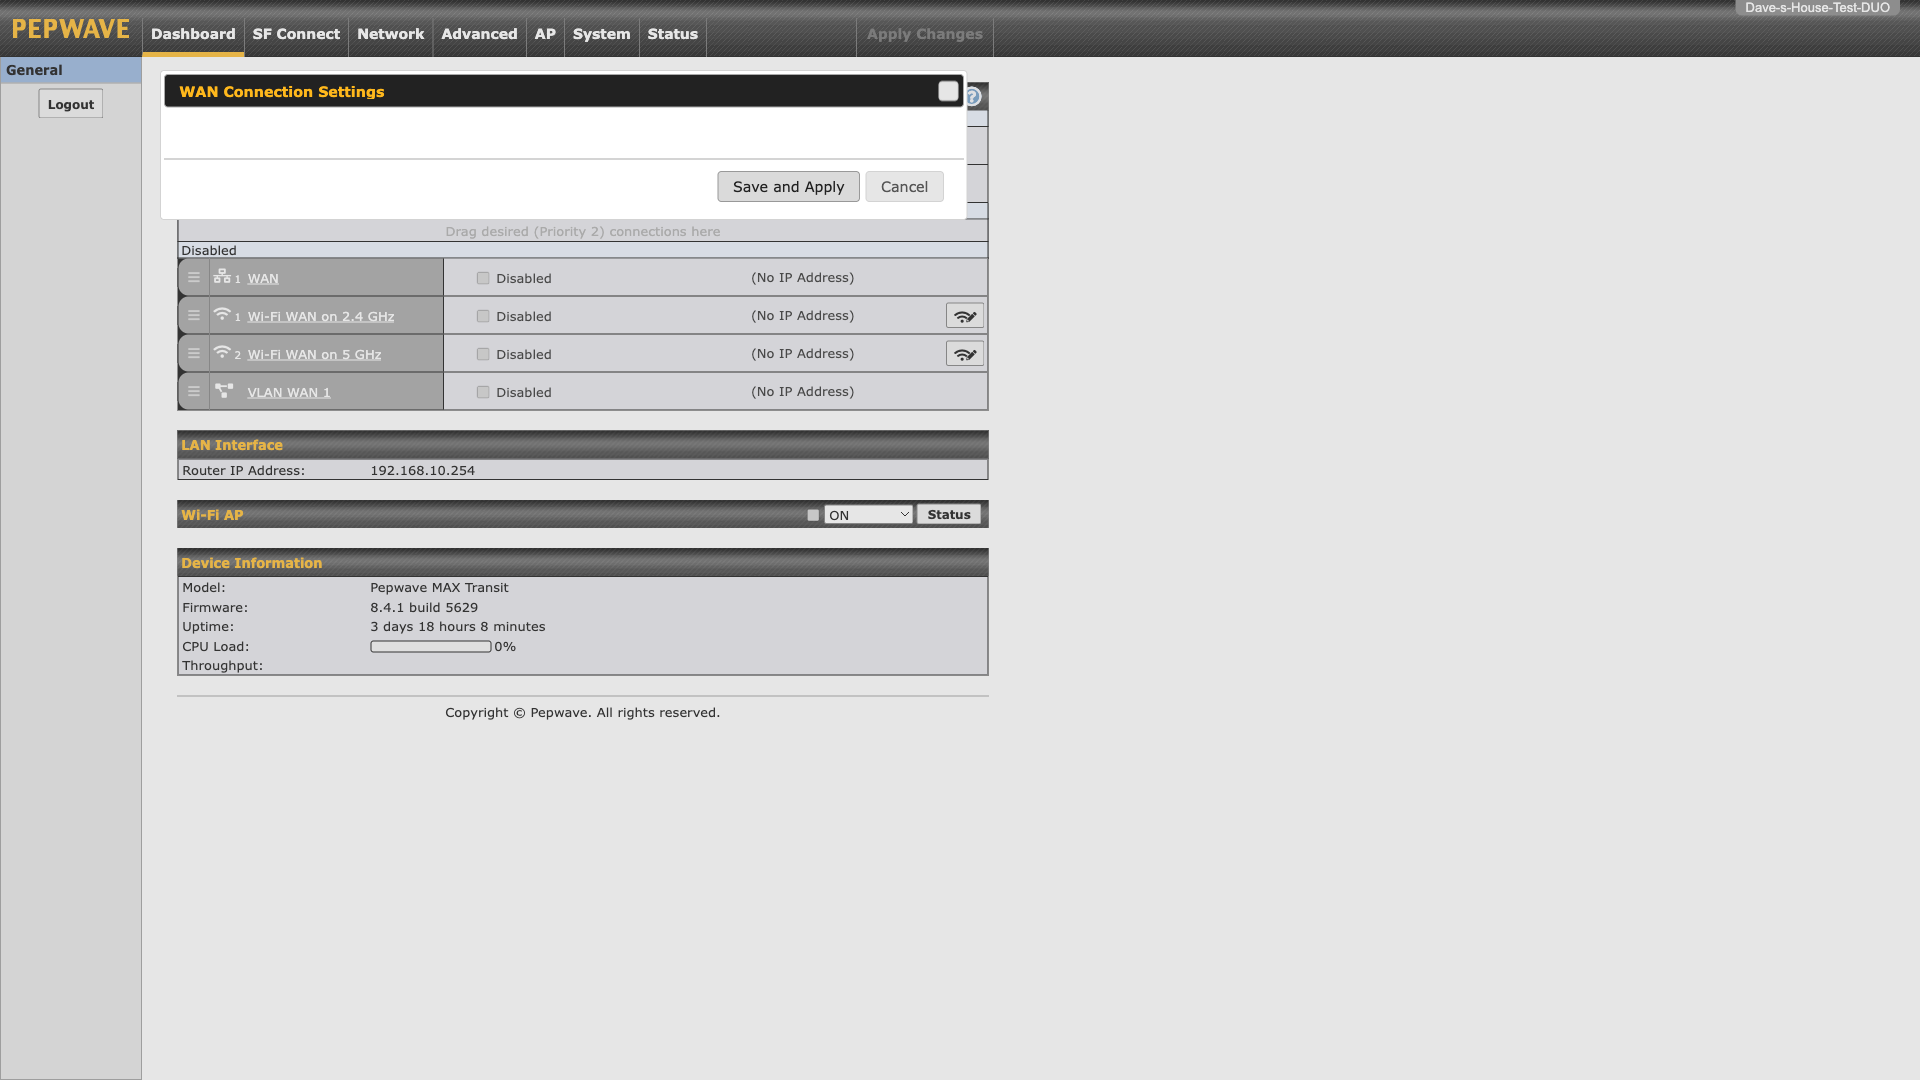 Dave-s-House-Test-DUO
PEPWAVE
Dashboard SF Connect Network Advanced AP System Status Apply Changes
General
Logout
WAN Connection Settings
?
Save and Apply Cancel
Drag desired (Priority 2) connections here
Disabled
1 WAN Disabled (No IP Address)
1 Wi-Fi WAN on 2.4 GHz Disabled (No IP Address)
2 Wi-Fi WAN on 5 GHz Disabled (No IP Address)
VLAN WAN 1 Disabled (No IP Address)
LAN Interface
Router IP Address: 192.168.10.254
Wi-Fi AP ON Status
Device Information
Model: Pepwave MAX Transit
Firmware: 8.4.1 build 5629
Uptime: 3 days 18 hours 8 minutes
CPU Load: 0%
Throughput:
Copyright © Pepwave. All rights reserved.